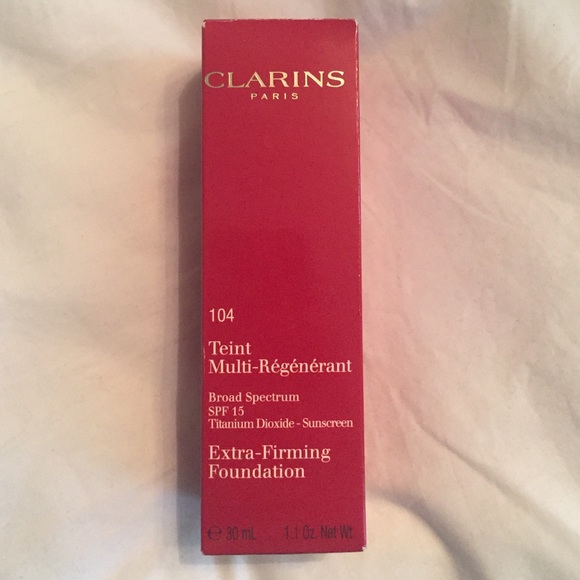 CLARINS
PARIS
104
Teint
Multi-Régénérant
Broad Spectrum
SPF 15
Titanium Dioxide - Sunscreen
Extra-Firming
Foundation
℮ 30 mL 1.1 Oz. Net Wt.